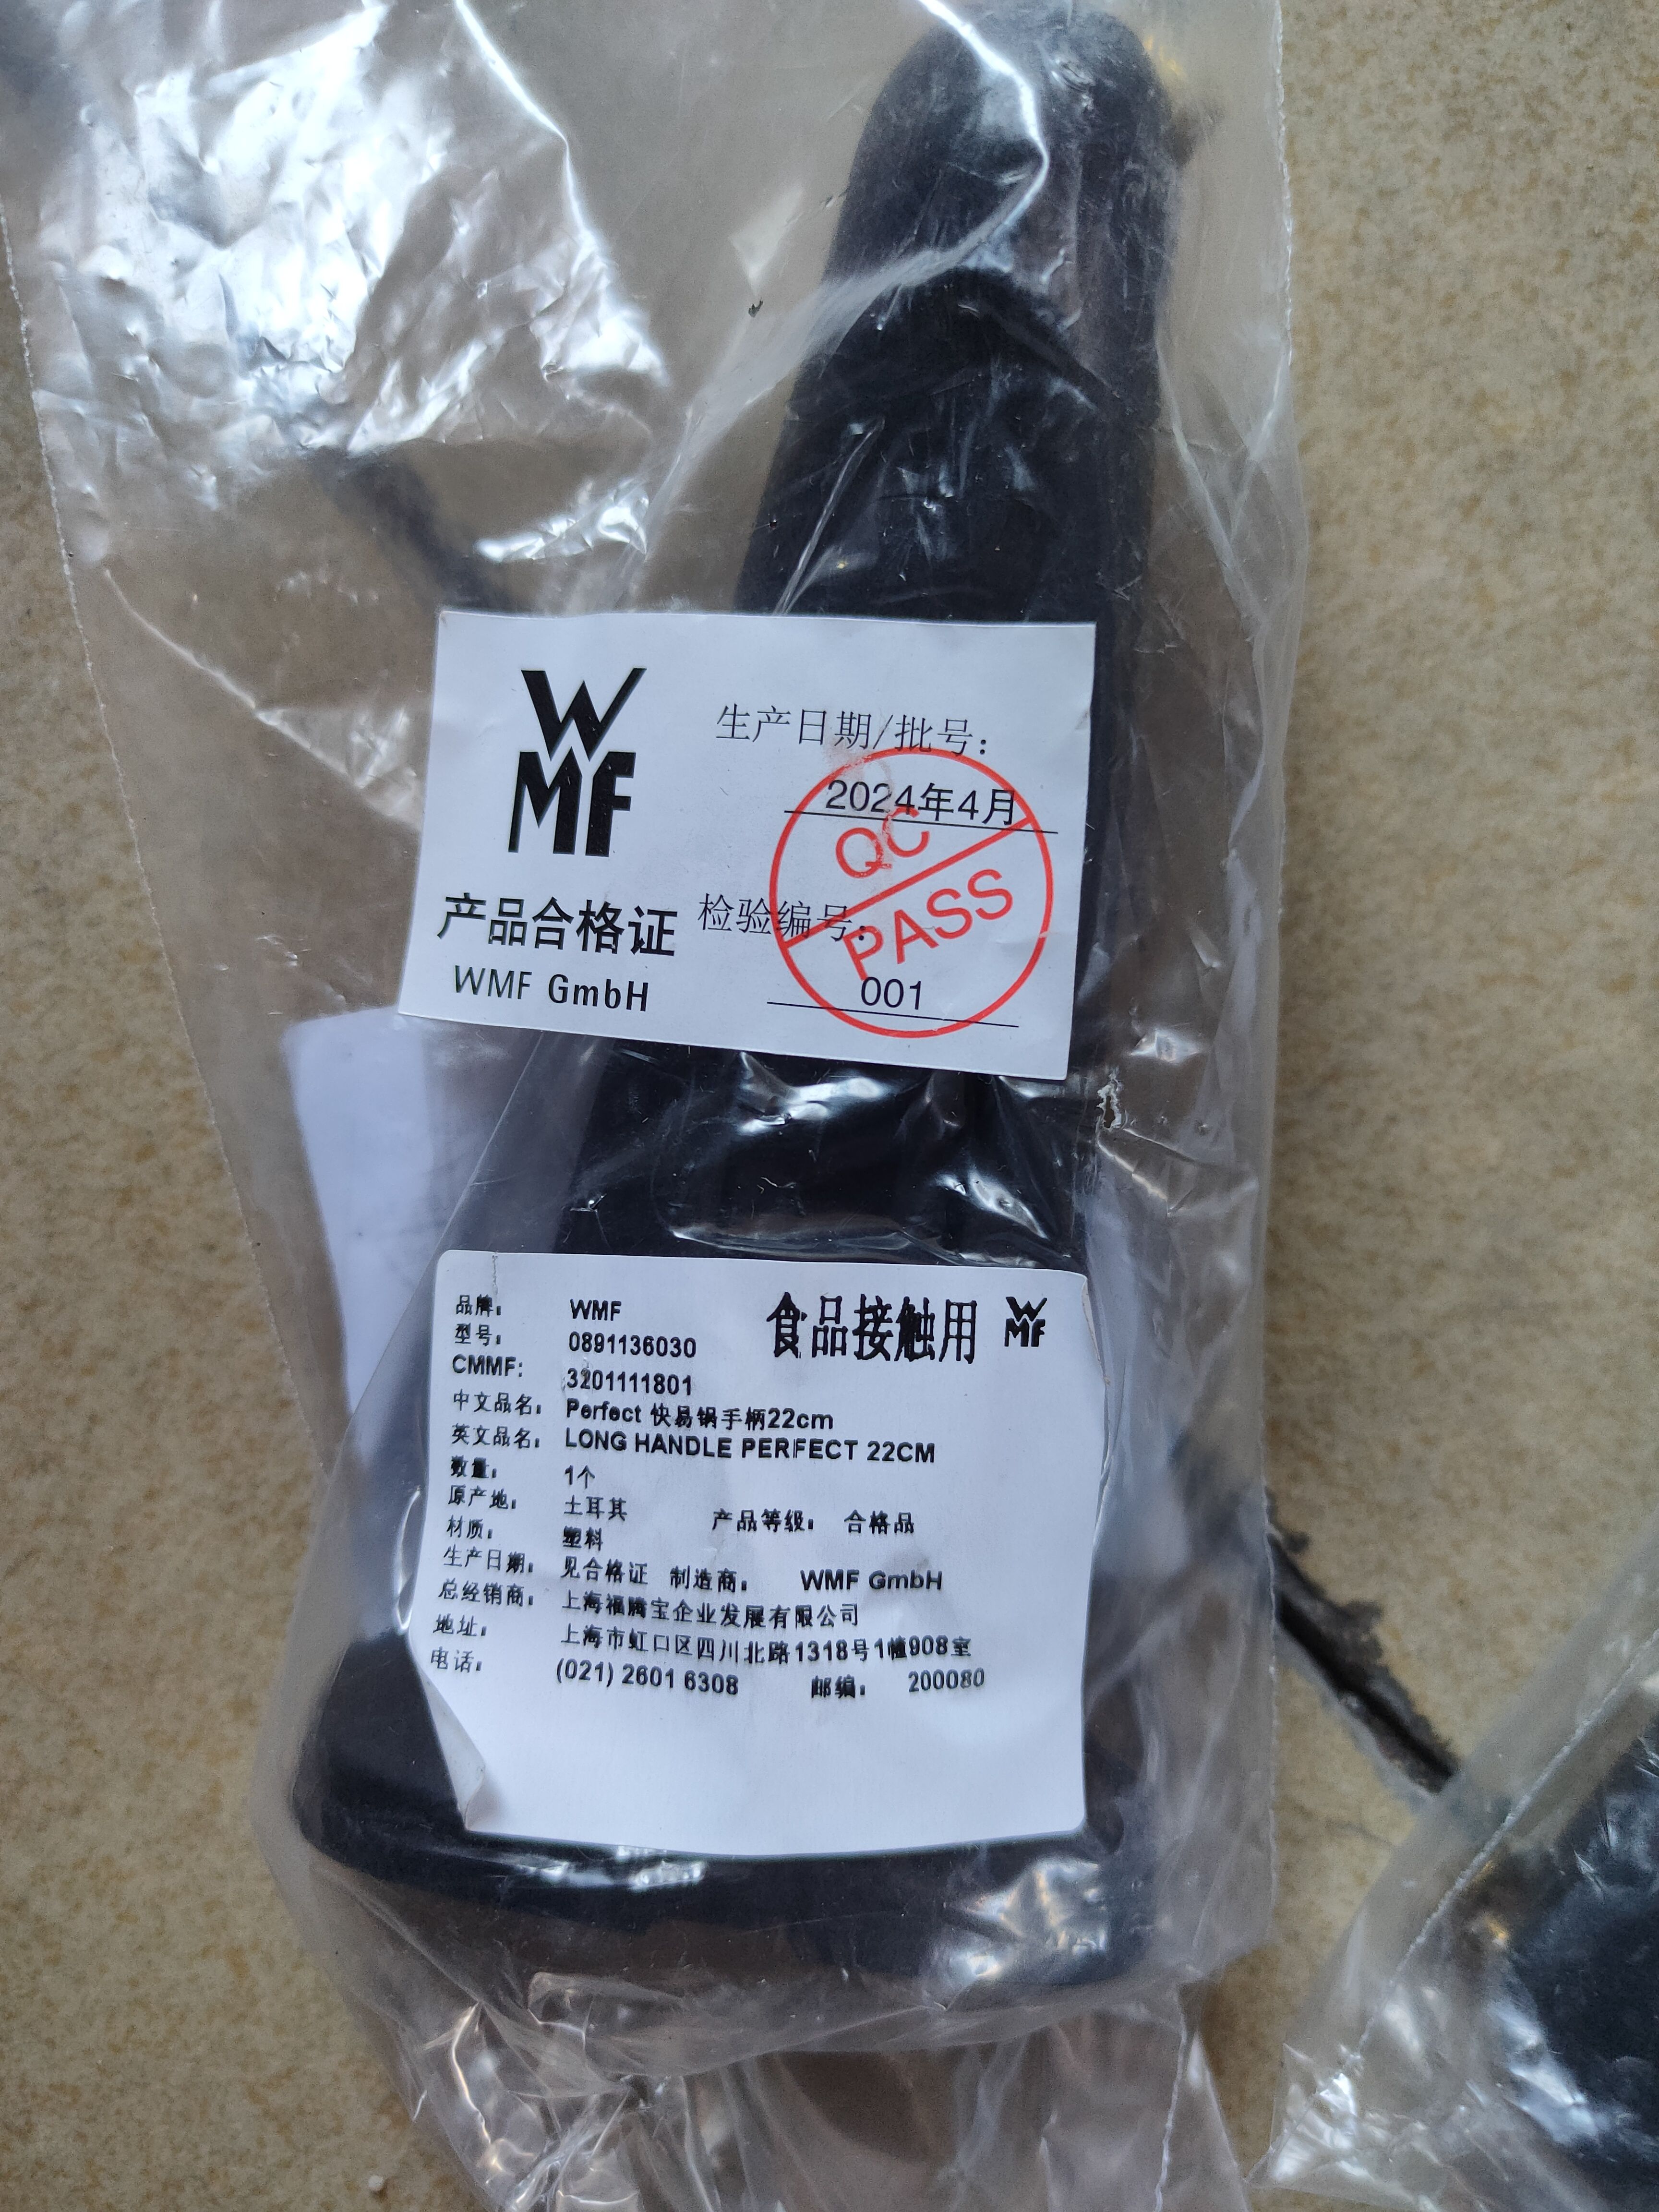 WMF
生产日期/批号:
2024年4月
QC
PASS
产品合格证
检验编号:
WMF GmbH
001
食品接触用
WMF
品牌: WMF
型号: 0891136030
CMMF: 3201111801
中文品名: Perfect 快易锅手柄22cm
英文品名: LONG HANDLE PERFECT 22CM
数量: 1个
原产地: 土耳其 产品等级: 合格品
材质: 塑料
生产日期: 见合格证 制造商: WMF GmbH
总经销商: 上海福腾宝企业发展有限公司
地址: 上海市虹口区四川北路1318号1幢908室
电话: (021) 2601 6308 邮编: 200080